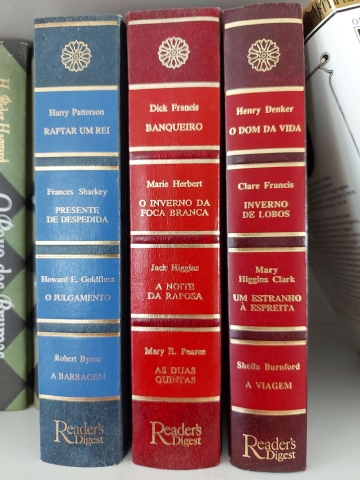 Harry Patterson
RAPTAR UM REI
Frances Sharkey
PRESENTE
DE DESPEDIDA
Howard E. Goldfluss
O JULGAMENTO
Robert Byrne
A BARRAGEM
Reader's
Digest
Dick Francis
BANQUEIRO
Marie Herbert
O INVERNO DA
FOCA BRANCA
Jack Higgins
A NOITE
DA RAPOSA
Mary E. Pearce
AS DUAS
QUINTAS
Reader's
Digest
Henry Denker
O DOM DA VIDA
Clare Francis
INVERNO
DE LOBOS
Mary
Higgins Clark
UM ESTRANHO
À ESPREITA
Sheila Burnford
A VIAGEM
Reader's
Digest